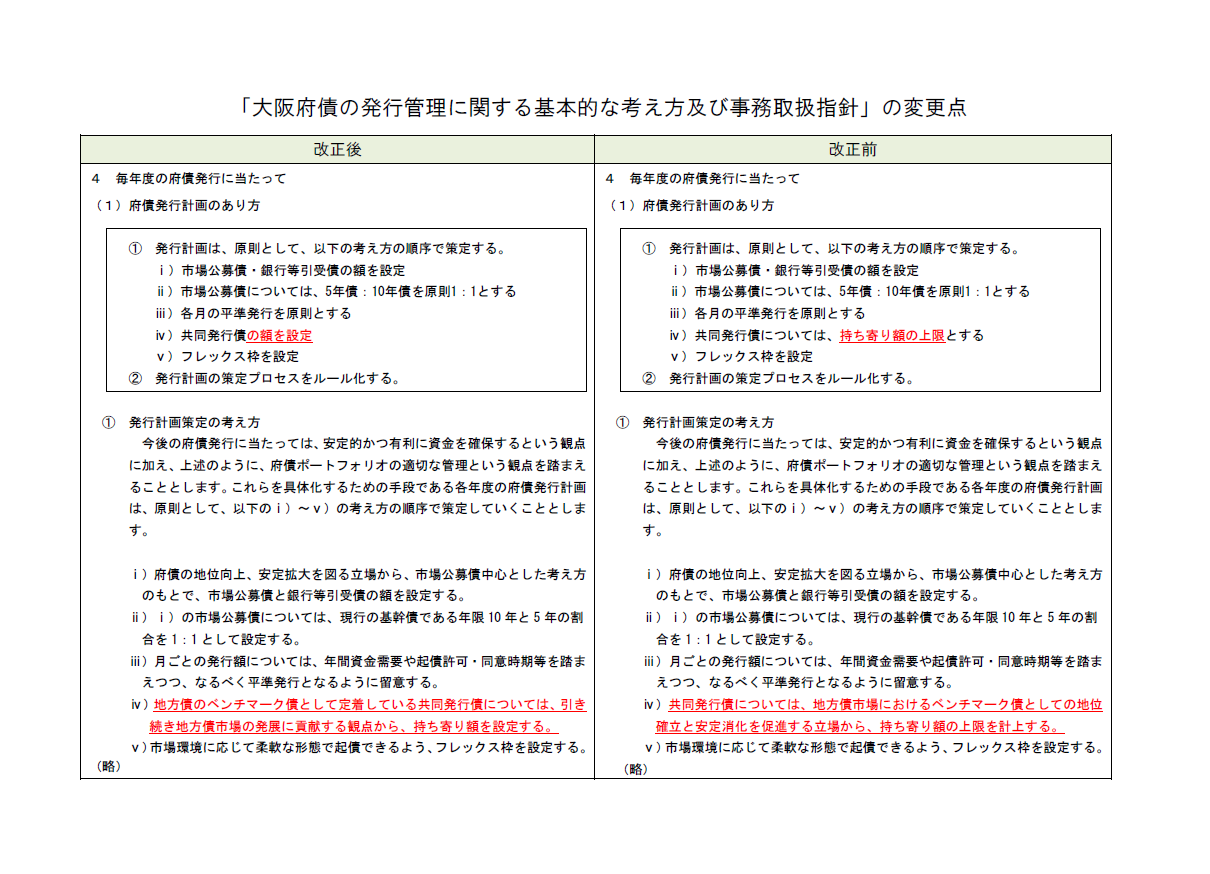 「大阪府債の発行管理に関する基本的な考え方及び事務取扱指針」の変更点
改正後
４　毎年度の府債発行に当たって
（１）府債発行計画のあり方
①　発行計画は、原則として、以下の考え方の順序で策定する。
ⅰ）市場公募債・銀行等引受債の額を設定
ⅱ）市場公募債については、5年債：10年債を原則1：1とする
ⅲ）各月の平準発行を原則とする
ⅳ）共同発行債の額を設定
ⅴ）フレックス枠を設定
②　発行計画の策定プロセスをルール化する。
①　発行計画策定の考え方
今後の府債発行に当たっては、安定的かつ有利に資金を確保するという観点
に加え、上述のように、府債ポートフォリオの適切な管理という観点を踏まえ
ることとします。これらを具体化するための手段である各年度の府債発行計画
は、原則として、以下のⅰ）～ⅴ）の考え方の順序で策定していくこととしま
す。
ⅰ）府債の地位向上、安定拡大を図る立場から、市場公募債中心とした考え方
のもとで、市場公募債と銀行等引受債の額を設定する。
ⅱ）ⅰ）の市場公募債については、現行の基幹債である年限 10 年と 5 年の割
合を 1：1 として設定する。
ⅲ）月ごとの発行額については、年間資金需要や起債許可・同意時期等を踏ま
えつつ、なるべく平準発行となるように留意する。
ⅳ）地方債のベンチマーク債として定着している共同発行債については、引き
続き地方債市場の発展に貢献する観点から、持ち寄り額を設定する。
ⅴ）市場環境に応じて柔軟な形態で起債できるよう、フレックス枠を設定する。
（略）
改正前
４　毎年度の府債発行に当たって
（１）府債発行計画のあり方
①　発行計画は、原則として、以下の考え方の順序で策定する。
ⅰ）市場公募債・銀行等引受債の額を設定
ⅱ）市場公募債については、5年債：10年債を原則1：1とする
ⅲ）各月の平準発行を原則とする
ⅳ）共同発行債については、持ち寄り額の上限とする
ⅴ）フレックス枠を設定
②　発行計画の策定プロセスをルール化する。
①　発行計画策定の考え方
今後の府債発行に当たっては、安定的かつ有利に資金を確保するという観点
に加え、上述のように、府債ポートフォリオの適切な管理という観点を踏まえ
ることとします。これらを具体化するための手段である各年度の府債発行計画
は、原則として、以下のⅰ）～ⅴ）の考え方の順序で策定していくこととしま
す。
ⅰ）府債の地位向上、安定拡大を図る立場から、市場公募債中心とした考え方
のもとで、市場公募債と銀行等引受債の額を設定する。
ⅱ）ⅰ）の市場公募債については、現行の基幹債である年限 10 年と 5 年の割
合を 1：1 として設定する。
ⅲ）月ごとの発行額については、年間資金需要や起債許可・同意時期等を踏ま
えつつ、なるべく平準発行となるように留意する。
ⅳ）共同発行債については、地方債市場におけるベンチマーク債としての地位
確立と安定消化を促進する立場から、持ち寄り額の上限を計上する。
ⅴ）市場環境に応じて柔軟な形態で起債できるよう、フレックス枠を設定する。
（略）